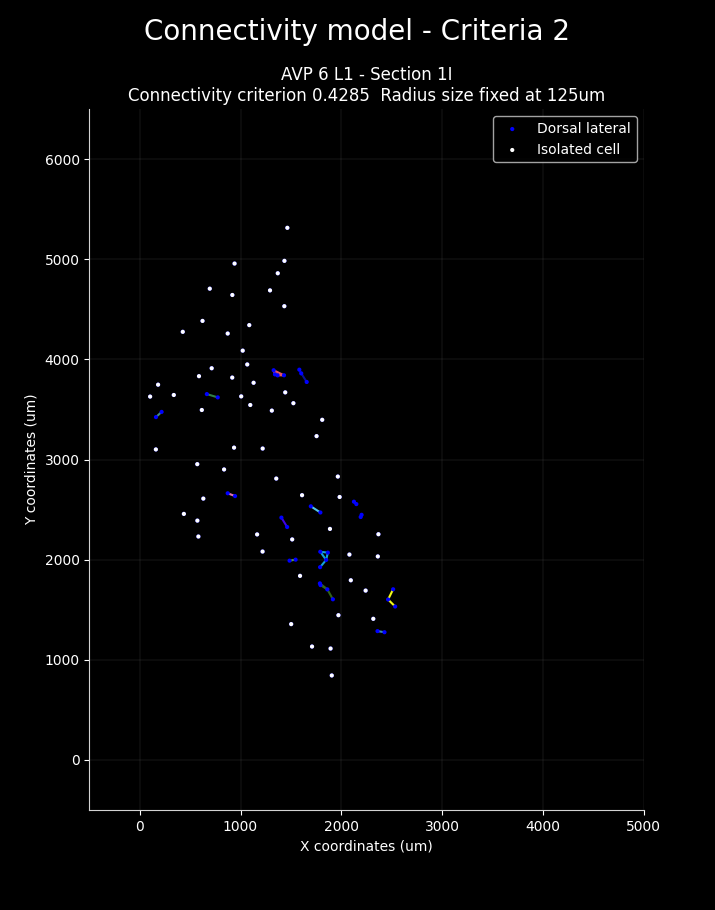 Connectivity model - Criteria 2
AVP 6 L1 - Section 1I
Connectivity criterion 0.4285  Radius size fixed at 125um
Dorsal lateral
Isolated cell
6000
5000
4000
3000
2000
1000
0
Y coordinates (um)
0 1000 2000 3000 4000 5000
X coordinates (um)